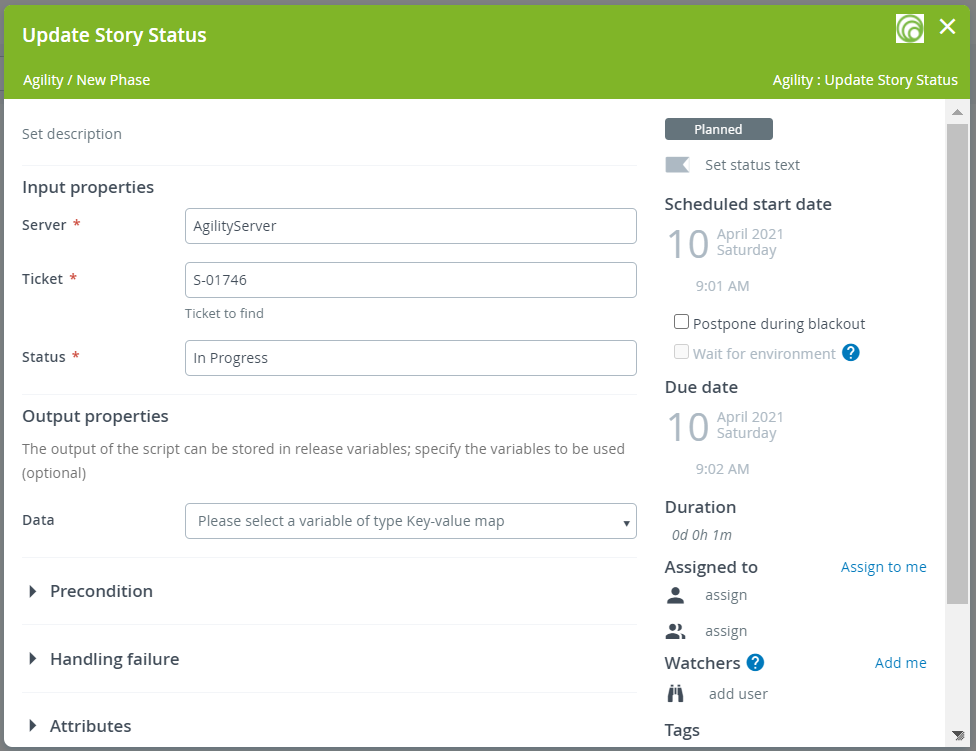 Update Story Status
Agility / New Phase
Agility : Update Story Status
Set description
Input properties
Server *
AgilityServer
Ticket *
S-01746
Ticket to find
Status *
In Progress
Output properties
The output of the script can be stored in release variables; specify the variables to be used
(optional)
Data
Please select a variable of type Key-value map
Precondition
Handling failure
Attributes
Planned
Set status text
Scheduled start date
10
April 2021
Saturday
9:01 AM
Postpone during blackout
Wait for environment ?
Due date
10
April 2021
Saturday
9:02 AM
Duration
0d 0h 1m
Assigned to
Assign to me
assign
assign
Watchers ?
Add me
add user
Tags